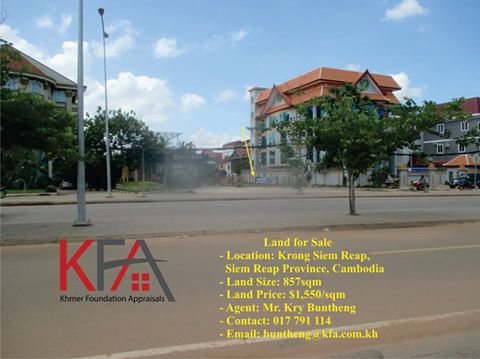 KFA
Khmer Foundation Appraisals
Land for Sale
- Location: Krong Siem Reap,
Siem Reap Province, Cambodia
- Land Size: 857sqm
- Land Price: $1,550/sqm
- Agent: Mr. Kry Buntheng
- Contact: 017 791 114
- Email: buntheng@kfa.com.kh